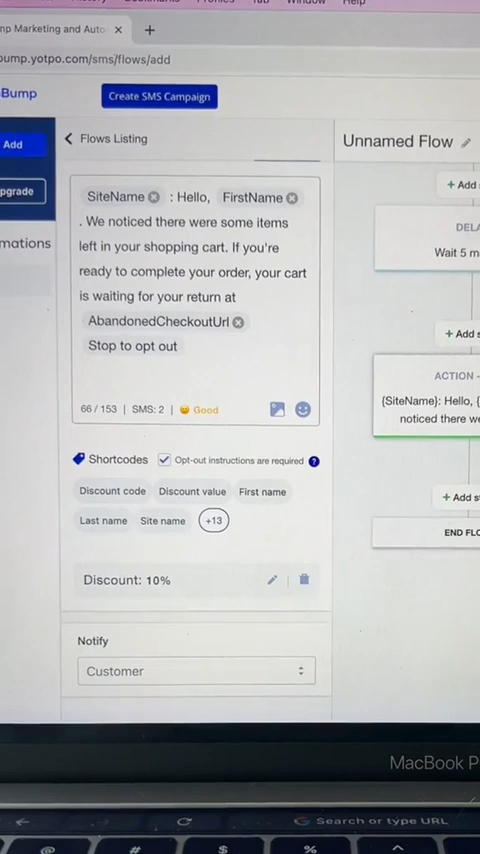 Window
Help
np Marketing and Auto
bump.yotpo.com/sms/flows/add
Bump
Create SMS Campaign
Add
Flows Listing
Unnamed Flow
pgrade
+ Add s
SiteName : Hello, FirstName
. We noticed there were some items
left in your shopping cart. If you're
ready to complete your order, your cart
is waiting for your return at
AbandonedCheckoutUrl
Stop to opt out
mations
DELA
Wait 5 m
+ Add s
ACTION -
{SiteName}: Hello, {
noticed there we
66 / 153 | SMS: 2 | Good
Shortcodes Opt-out instructions are required ?
Discount code Discount value First name
Last name Site name +13
+ Add s
END FLO
Discount: 10%
Notify
Customer
MacBook P
Search or type URL
@ # $ % ^